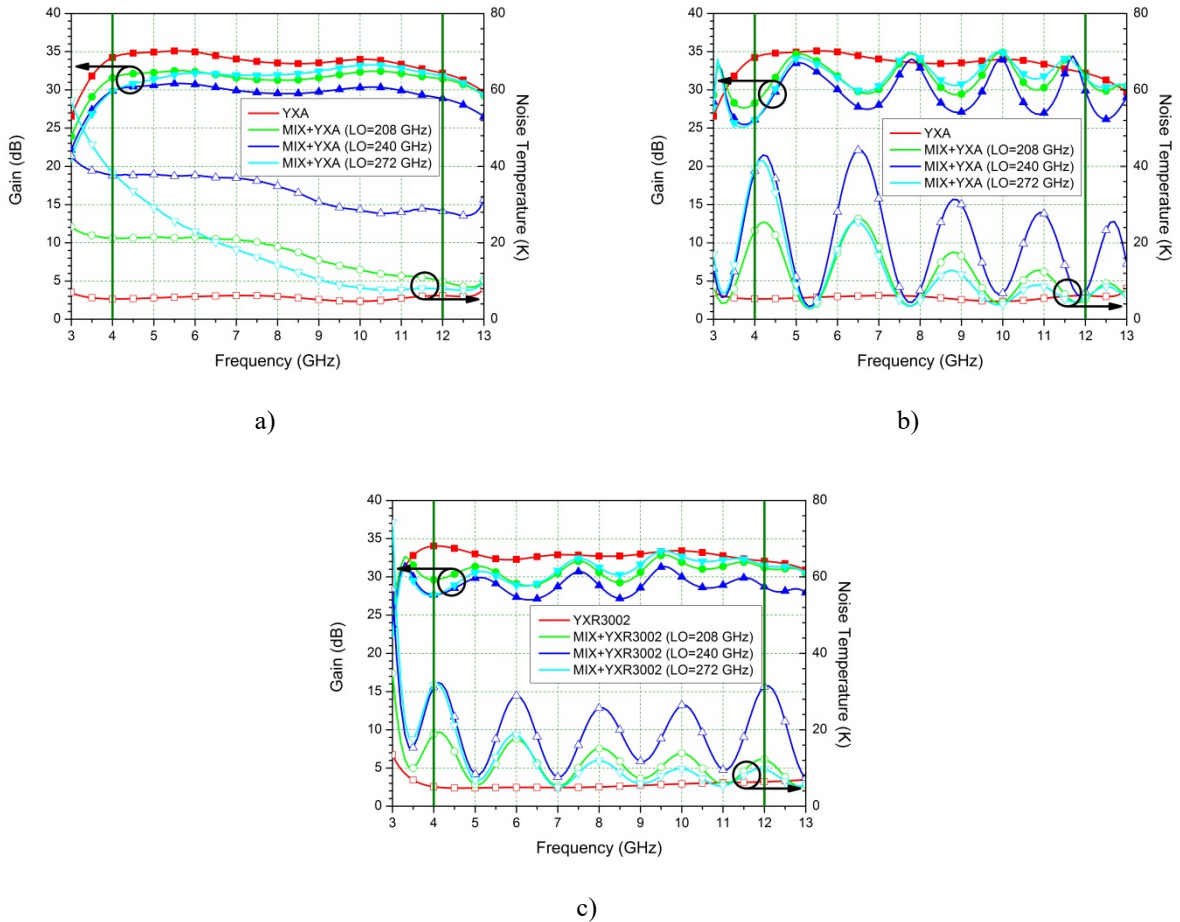 40
35
30
25
20
15
10
5
0
Gain (dB)
80
60
40
20
0
Noise Temperature (K)
3 4 5 6 7 8 9 10 11 12 13
Frequency (GHz)
YXA
MIX+YXA (LO=208 GHz)
MIX+YXA (LO=240 GHz)
MIX+YXA (LO=272 GHz)
a)
40
35
30
25
20
15
10
5
0
Gain (dB)
80
60
40
20
0
Noise Temperature (K)
3 4 5 6 7 8 9 10 11 12 13
Frequency (GHz)
YXA
MIX+YXA (LO=208 GHz)
MIX+YXA (LO=240 GHz)
MIX+YXA (LO=272 GHz)
b)
40
35
30
25
20
15
10
5
0
Gain (dB)
80
60
40
20
0
Noise Temperature (K)
3 4 5 6 7 8 9 10 11 12 13
Frequency (GHz)
YXR3002
MIX+YXR3002 (LO=208 GHz)
MIX+YXR3002 (LO=240 GHz)
MIX+YXR3002 (LO=272 GHz)
c)